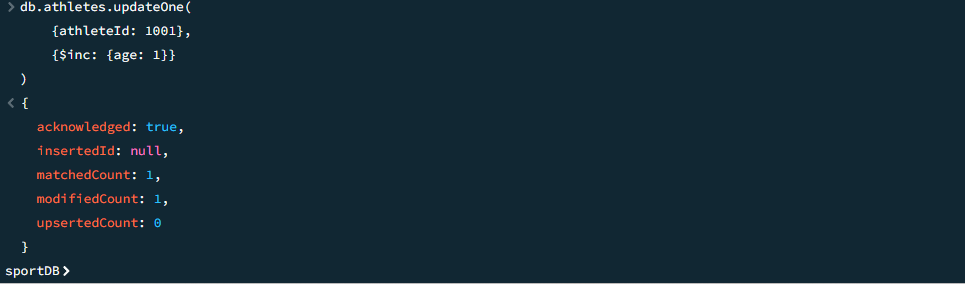 > db.athletes.updateOne(
{athleteId: 1001},
{$inc: {age: 1}}
)
< {
acknowledged: true,
insertedId: null,
matchedCount: 1,
modifiedCount: 1,
upsertedCount: 0
}
sportDB>